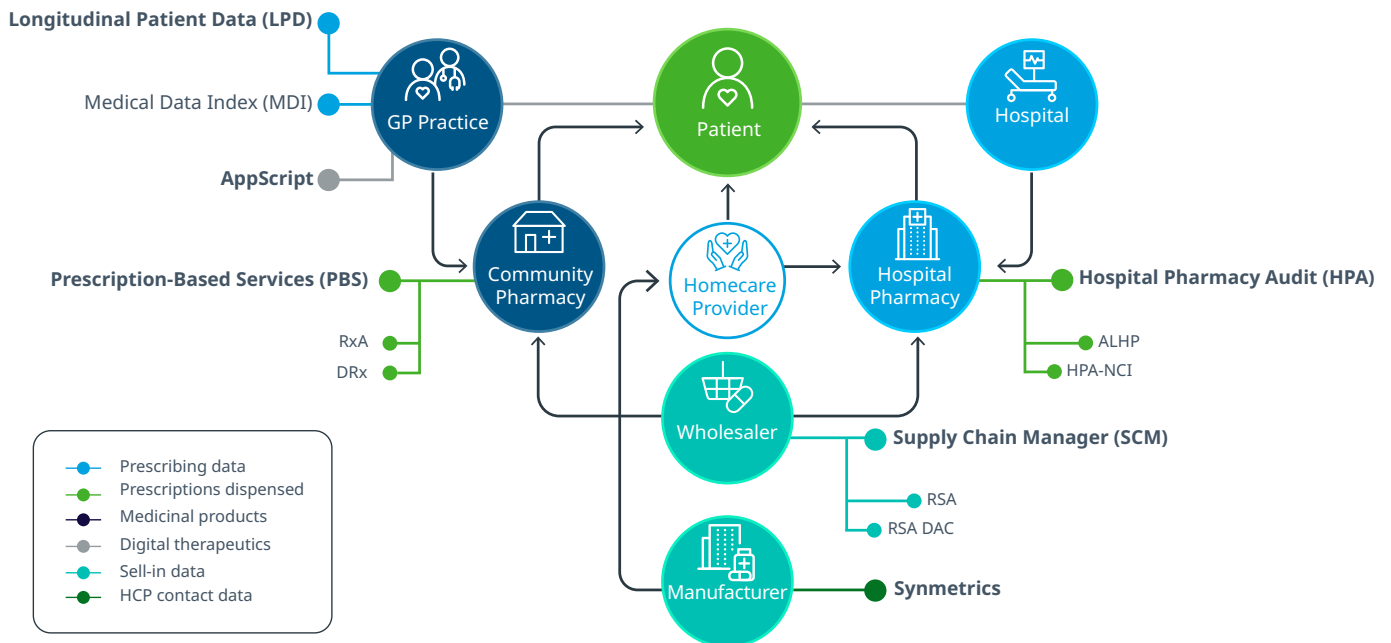 Longitudinal Patient Data (LPD)
Medical Data Index (MDI)
AppScript
GP Practice
Patient
Hospital
Prescription-Based Services (PBS)
RxA
DRx
Community
Pharmacy
Homecare
Provider
Hospital
Pharmacy
Hospital Pharmacy Audit (HPA)
ALHP
HPA-NCI
Wholesaler
Supply Chain Manager (SCM)
RSA
RSA DAC
Manufacturer
Synmetrics
Prescribing data
Prescriptions dispensed
Medicinal products
Digital therapeutics
Sell-in data
HCP contact data